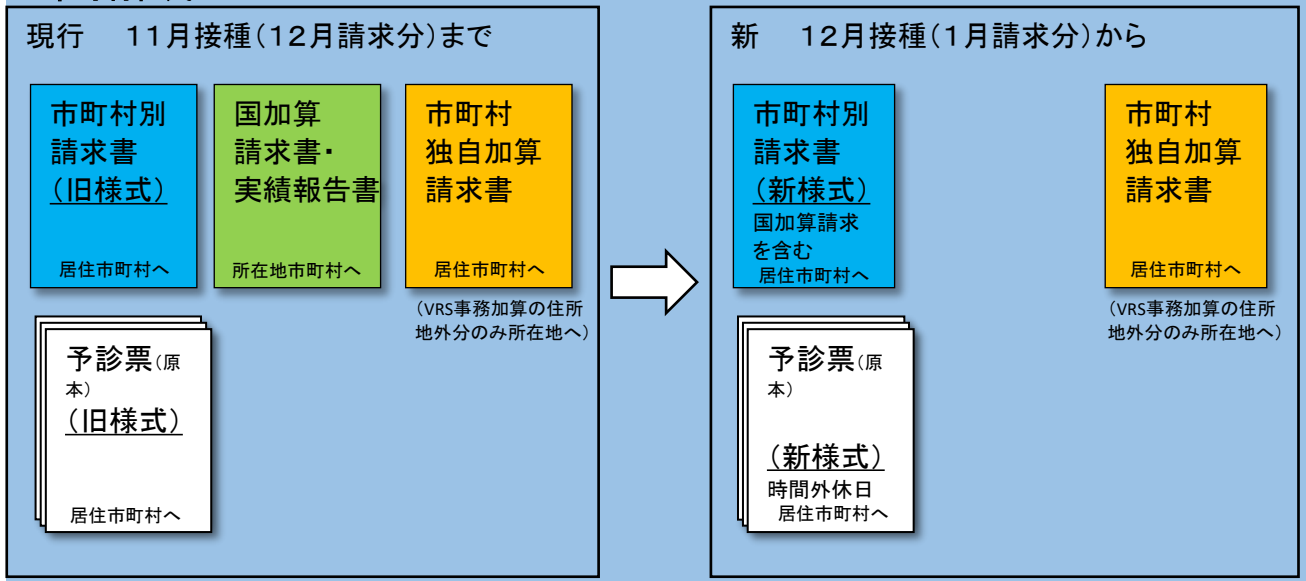 現行　11月接種（12月請求分）まで
市町村別
請求書
（旧様式）
居住市町村へ
国加算
請求書・
実績報告書
所在地市町村へ
市町村
独自加算
請求書
居住市町村へ
（VRS事務加算の住所
地外分のみ所在地へ）
予診票（原
本）
（旧様式）
居住市町村へ
新　12月接種（1月請求分）から
市町村別
請求書
（新様式）
国加算請求
を含む
居住市町村へ
市町村
独自加算
請求書
居住市町村へ
（VRS事務加算の住所
地外分のみ所在地へ）
予診票（原
本）
（新様式）
時間外休日
居住市町村へ